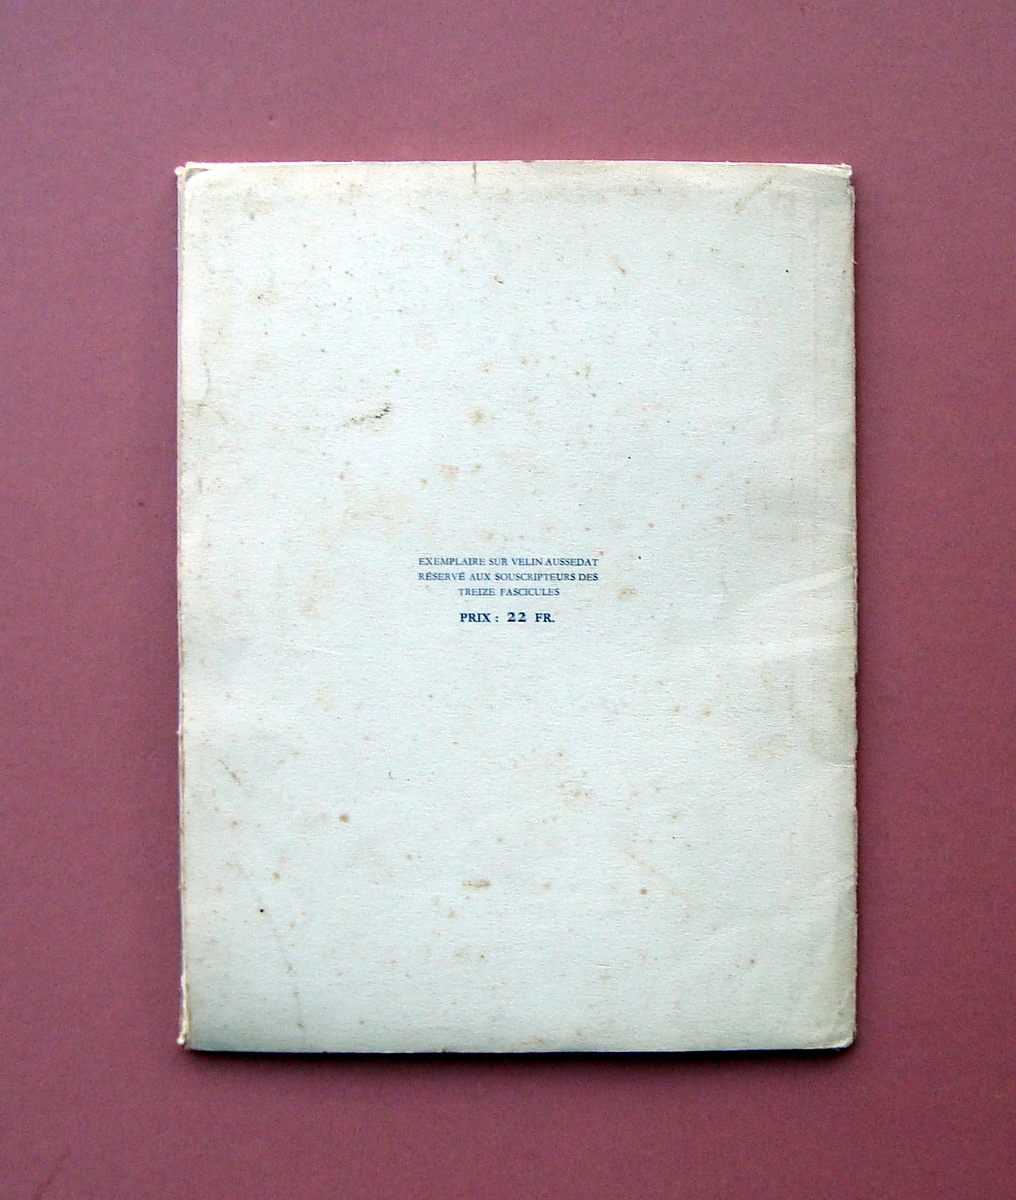 EXEMPLAIRE SUR VELIN AUSSEDAT
RÉSERVÉ AUX SOUSCRIPTEURS DES
TREIZE FASCICULES
PRIX : 22 FR.